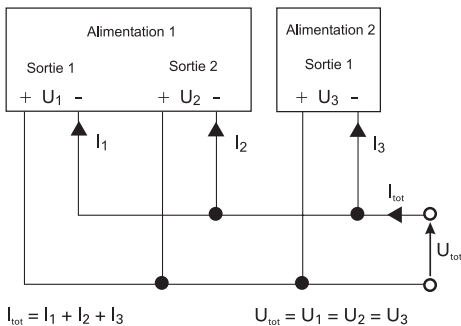 Alimentation 1
Alimentation 2
Sortie 1
Sortie 2
Sortie 1
+ U1 −
+ U2 −
+ U3 −
I1
I2
I3
Itot
Utot
Itot = I1 + I2 + I3
Utot = U1 = U2 = U3